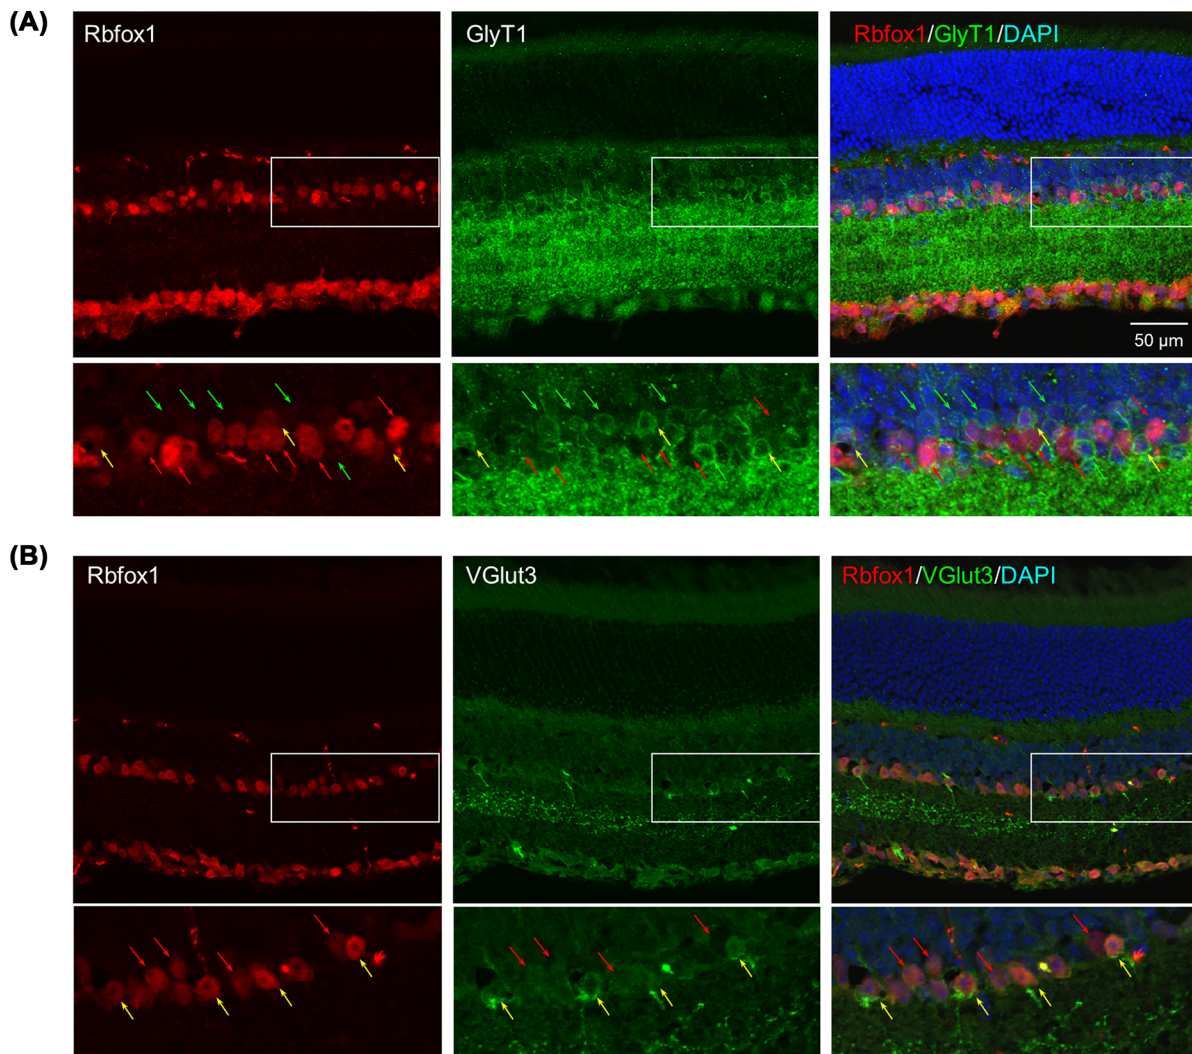 (A)
Rbfox1
GlyT1
Rbfox1/GlyT1/DAPI
50 µm
(B)
Rbfox1
VGlut3
Rbfox1/VGlut3/DAPI